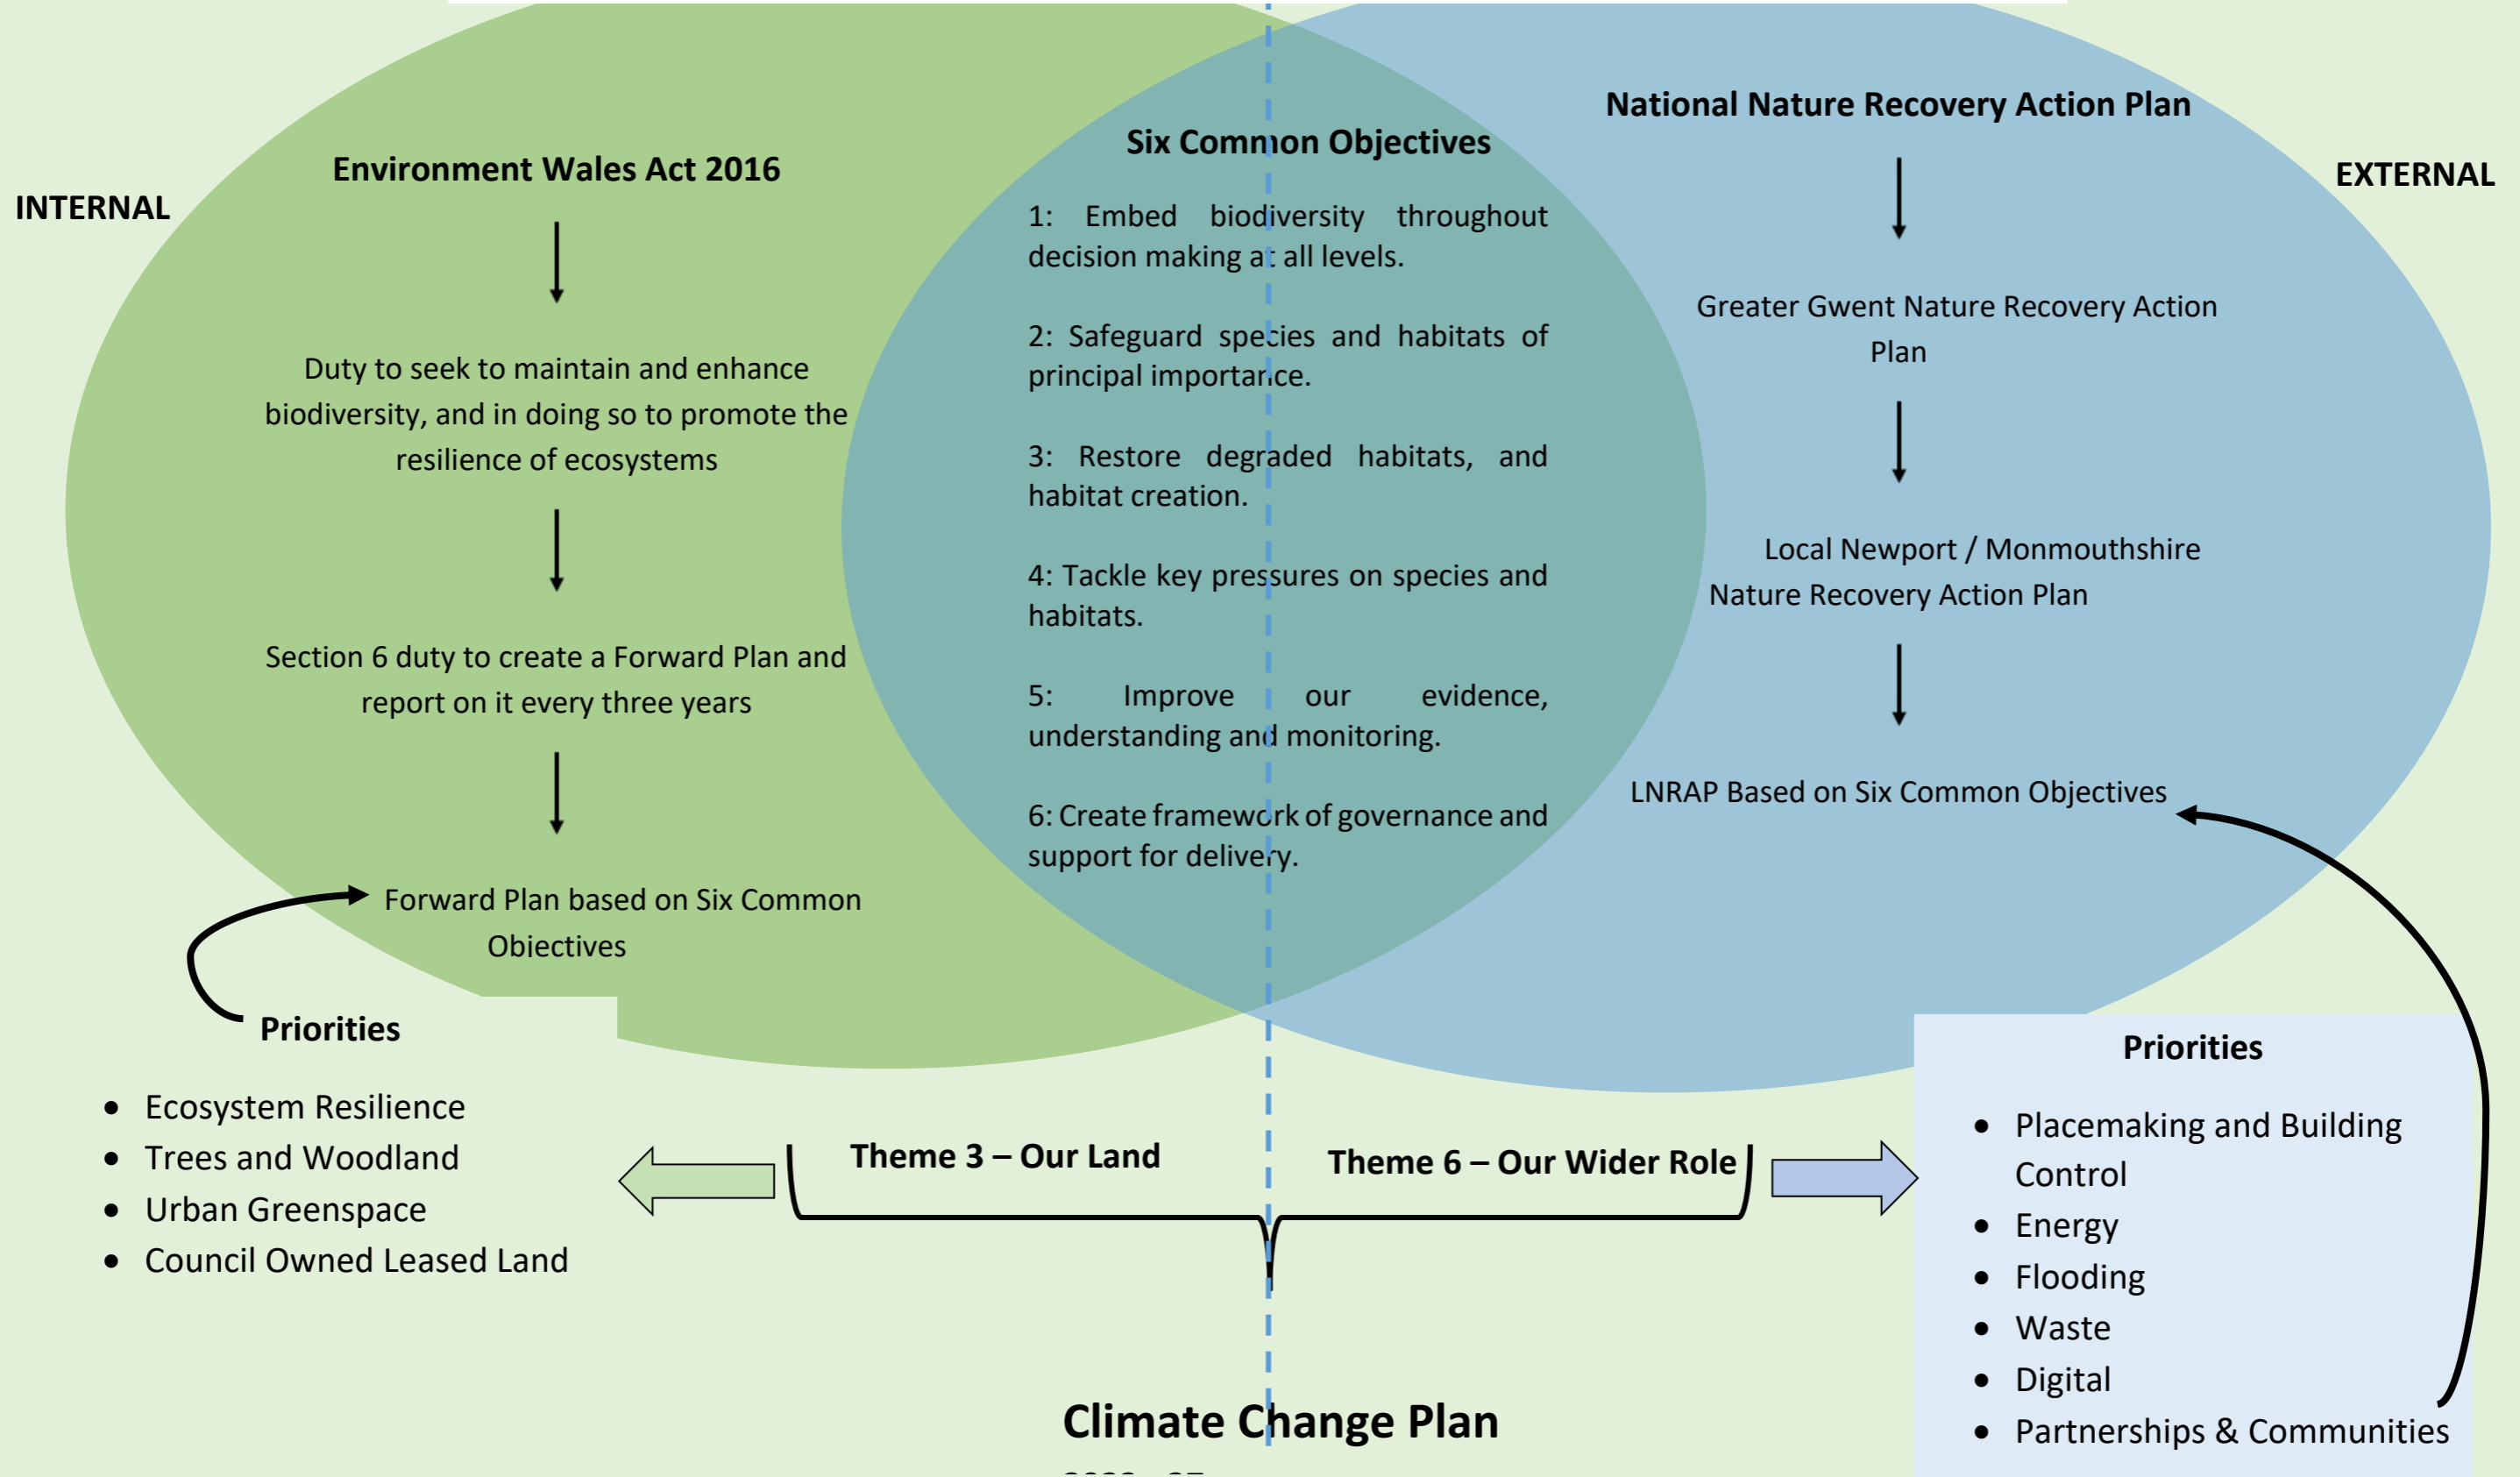 INTERNAL
Environment Wales Act 2016
Duty to seek to maintain and enhance
biodiversity, and in doing so to promote the
resilience of ecosystems
Section 6 duty to create a Forward Plan and
report on it every three years
Forward Plan based on Six Common
Objectives
Six Common Objectives
1: Embed biodiversity throughout
decision making at all levels.
2: Safeguard species and habitats of
principal importance.
3: Restore degraded habitats, and
habitat creation.
4: Tackle key pressures on species and
habitats.
5: Improve our evidence,
understanding and monitoring.
6: Create framework of governance and
support for delivery.
National Nature Recovery Action Plan
EXTERNAL
Greater Gwent Nature Recovery Action
Plan
Local Newport / Monmouthshire
Nature Recovery Action Plan
LNRAP Based on Six Common Objectives
Priorities
• Ecosystem Resilience
• Trees and Woodland
• Urban Greenspace
• Council Owned Leased Land
Theme 3 – Our Land
Theme 6 – Our Wider Role
Priorities
• Placemaking and Building
Control
• Energy
• Flooding
• Waste
• Digital
• Partnerships & Communities
Climate Change Plan